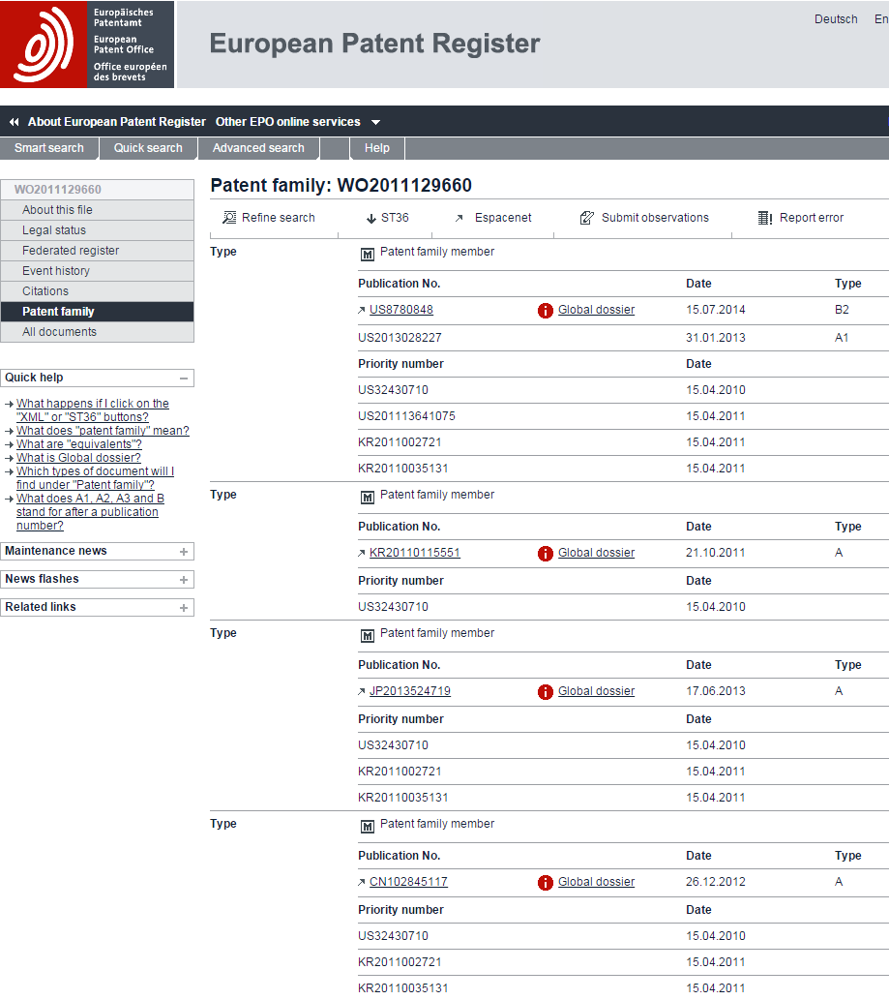 Europäisches
Patentamt
European
Patent Office
Office européen
des brevets
European Patent Register
Deutsch En
About European Patent Register Other EPO online services
Smart search Quick search Advanced search Help
WO2011129660
About this file
Legal status
Federated register
Event history
Citations
Patent family
All documents
Quick help
What happens if I click on the
"XML" or "ST36" buttons?
What does "patent family" mean?
What are "equivalents"?
What is Global dossier?
Which types of document will I
find under "Patent family"?
What does A1, A2, A3 and B
stand for after a publication
number?
Maintenance news
News flashes
Related links
Patent family: WO2011129660
Refine search ST36 Espacenet Submit observations Report error
Type Patent family member
Publication No. Date Type
US8780848 Global dossier 15.07.2014 B2
US2013028227 31.01.2013 A1
Priority number Date
US32430710 15.04.2010
US201113641075 15.04.2011
KR2011002721 15.04.2011
KR20110035131 15.04.2011
Type Patent family member
Publication No. Date Type
KR20110115551 Global dossier 21.10.2011 A
Priority number Date
US32430710 15.04.2010
Type Patent family member
Publication No. Date Type
JP2013524719 Global dossier 17.06.2013 A
Priority number Date
US32430710 15.04.2010
KR2011002721 15.04.2011
KR20110035131 15.04.2011
Type Patent family member
Publication No. Date Type
CN102845117 Global dossier 26.12.2012 A
Priority number Date
US32430710 15.04.2010
KR2011002721 15.04.2011
KR20110035131 15.04.2011